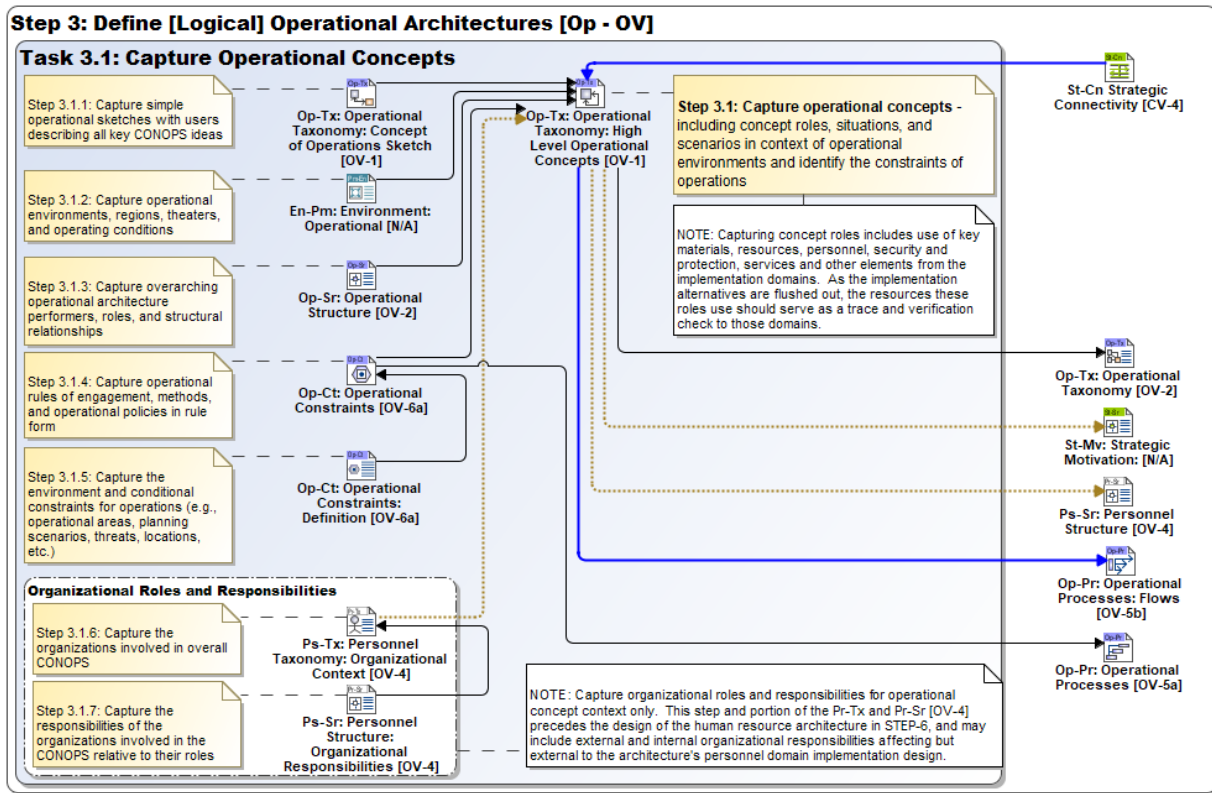 Step 3: Define [Logical] Operational Architectures [Op - OV]
Task 3.1: Capture Operational Concepts
Step 3.1.1: Capture simple
operational sketches with users
describing all key CONOPS ideas
Op-Tx
Op-Tx: Operational
Taxonomy: Concept
of Operations Sketch [OV-1]
Op-Tx: Operational
Taxonomy: High
Level Operational
Concepts [OV-1]
Step 3.1: Capture operational concepts -
including concept roles, situations, and
scenarios in context of operational
environments and identify the constraints of
operations
St-Cn
St-Cn Strategic
Connectivity [CV-4]
Step 3.1.2: Capture operational
environments, regions, theaters,
and operating conditions
Pm-En
En-Pm: Environment:
Operational [N/A]
NOTE: Capturing concept roles includes use of key
materials, resources, personnel, security and
protection, services and other elements from the
implementation domains.  As the implementation
alternatives are flushed out, the resources these
roles use should serve as a trace and verification
check to those domains.
Step 3.1.3: Capture overarching
operational architecture
performers, roles, and structural
relationships
Op-Sr
Op-Sr: Operational
Structure [OV-2]
Op-Tx
Op-Tx: Operational
Taxonomy [OV-2]
Step 3.1.4: Capture operational
rules of engagement, methods,
and operational policies in rule
form
Op-Ct
Op-Ct: Operational
Constraints [OV-6a]
St-Sr
St-Mv: Strategic
Motivation: [N/A]
Step 3.1.5: Capture the
environment and conditional
constraints for operations (e.g.,
operational areas, planning
scenarios, threats, locations,
etc.)
Op-Ct
Op-Ct: Operational
Constraints:
Definition [OV-6a]
Pr-Sr
Ps-Sr: Personnel
Structure [OV-4]
Op-Pr
Op-Pr: Operational
Processes: Flows
[OV-5b]
Organizational Roles and Responsibilities
Step 3.1.6: Capture the
organizations involved in overall
CONOPS
Ps-Tx: Personnel
Taxonomy: Organizational
Context [OV-4]
Op-Pr
Op-Pr: Operational
Processes [OV-5a]
Step 3.1.7: Capture the
responsibilities of the
organizations involved in the
CONOPS relative to their roles
Pr-Sr
Ps-Sr: Personnel
Structure:
Organizational
Responsibilities [OV-4]
NOTE: Capture organizational roles and responsibilities for operational
concept context only.  This step and portion of the Pr-Tx and Pr-Sr [OV-4]
precedes the design of the human resource architecture in STEP-6, and may
include external and internal organizational responsibilities affecting but
external to the architecture's personnel domain implementation design.